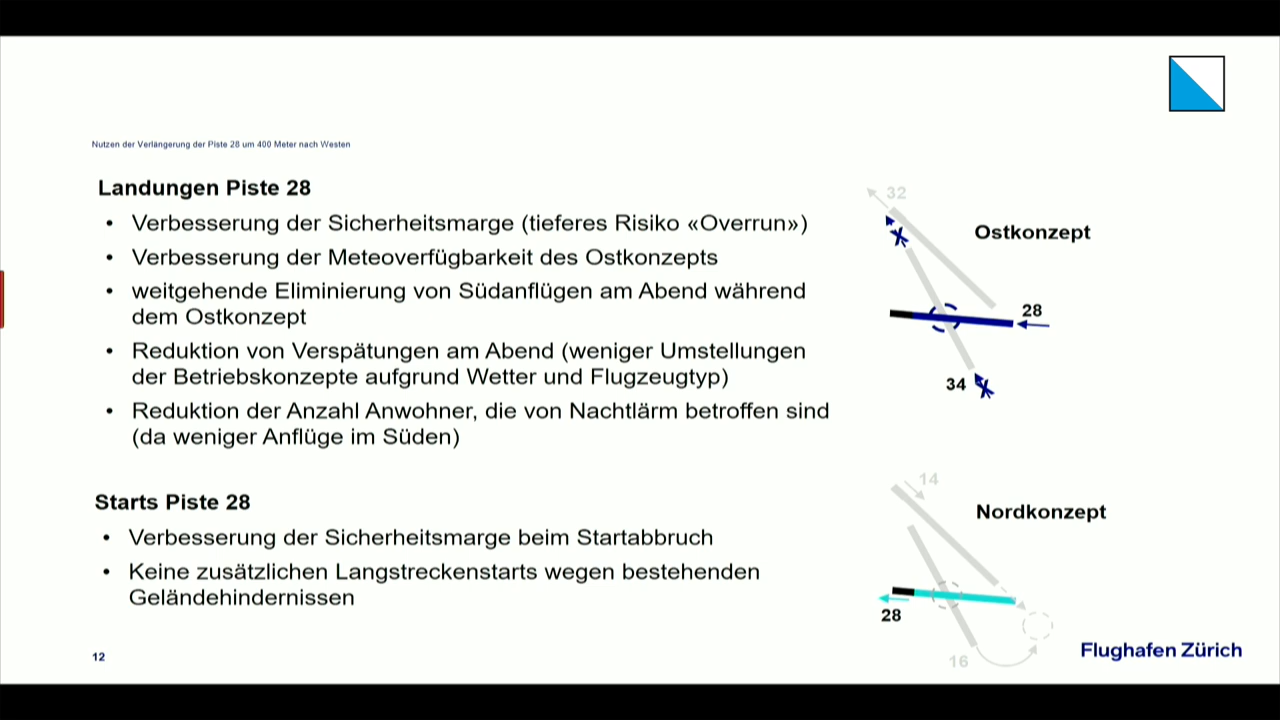 Nutzen der Verlängerung der Piste 28 um 400 Meter nach Westen
Landungen Piste 28
• Verbesserung der Sicherheitsmarge (tieferes Risiko «Overrun»)
• Verbesserung der Meteoverfügbarkeit des Ostkonzepts
• weitgehende Eliminierung von Südanflügen am Abend während
dem Ostkonzept
• Reduktion von Verspätungen am Abend (weniger Umstellungen
der Betriebskonzepte aufgrund Wetter und Flugzeugtyp)
• Reduktion der Anzahl Anwohner, die von Nachtlärm betroffen sind
(da weniger Anflüge im Süden)
Starts Piste 28
• Verbesserung der Sicherheitsmarge beim Startabbruch
• Keine zusätzlichen Langstreckenstarts wegen bestehenden
Geländehindernissen
32
Ostkonzept
28
34
14
Nordkonzept
28
16
12
Flughafen Zürich